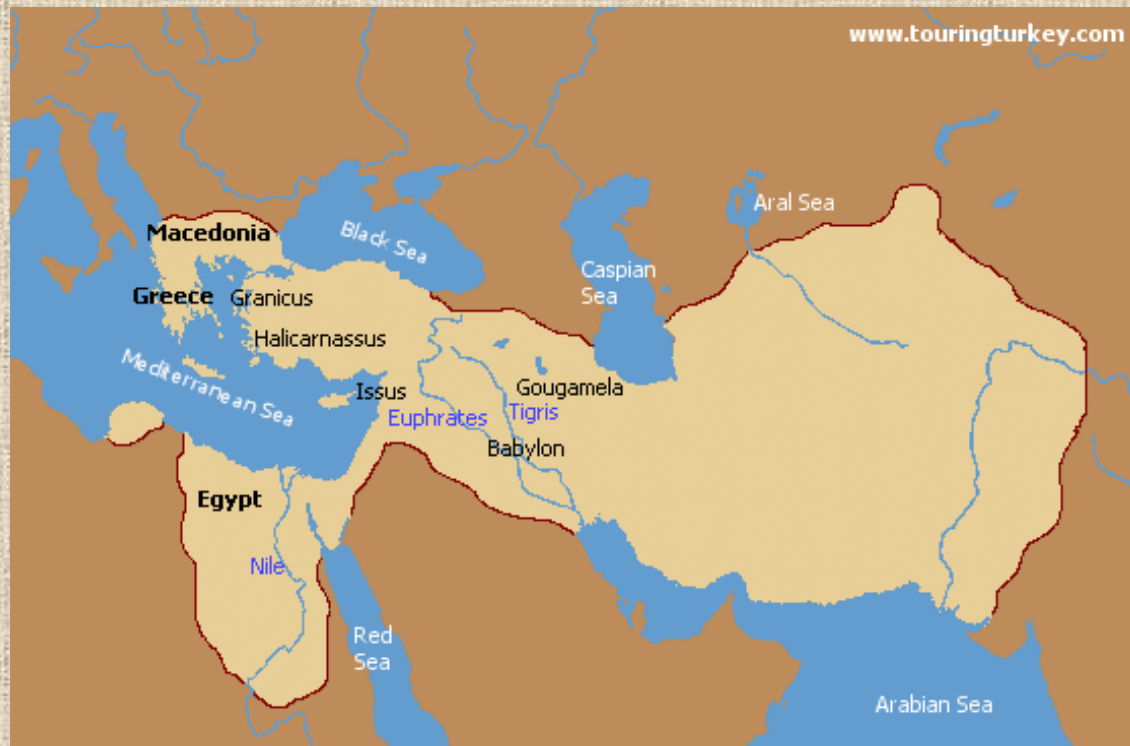 www.touringturkey.com
Aral Sea
Macedonia
Black Sea
Caspian
Sea
Greece
Granicus
Halicarnassus
Mediterranean Sea
Issus
Gougamela
Euphrates
Tigris
Babylon
Egypt
Nile
Red
Sea
Arabian Sea